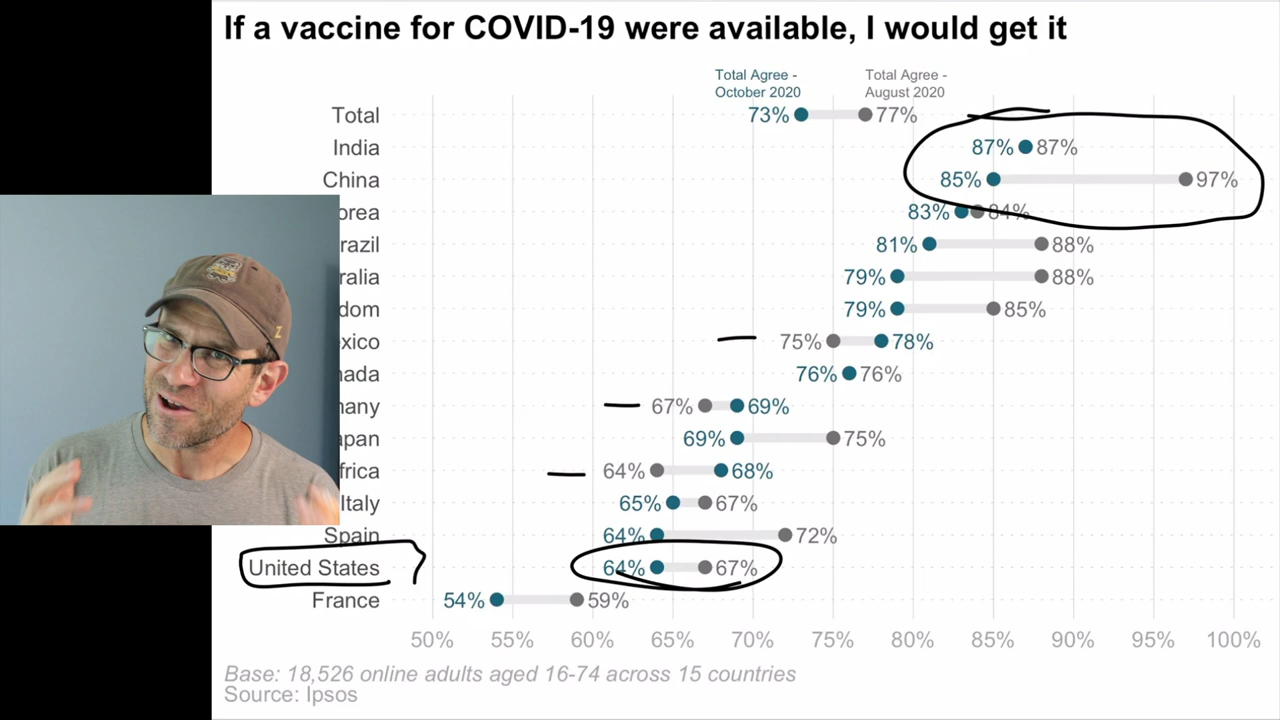 If a vaccine for COVID-19 were available, I would get it
Total Agree -
October 2020
Total Agree -
August 2020
Total 73% 77%
India 87% 87%
China 85% 97%
orea 83% 84%
razil 81% 88%
ralia 79% 88%
dom 79% 85%
xico 75% 78%
nada 76% 76%
many 67% 69%
apan 69% 75%
frica 64% 68%
Italy 65% 67%
Spain 64% 72%
United States 64% 67%
France 54% 59%
50% 55% 60% 65% 70% 75% 80% 85% 90% 95% 100%
Base: 18,526 online adults aged 16-74 across 15 countries
Source: Ipsos
Z